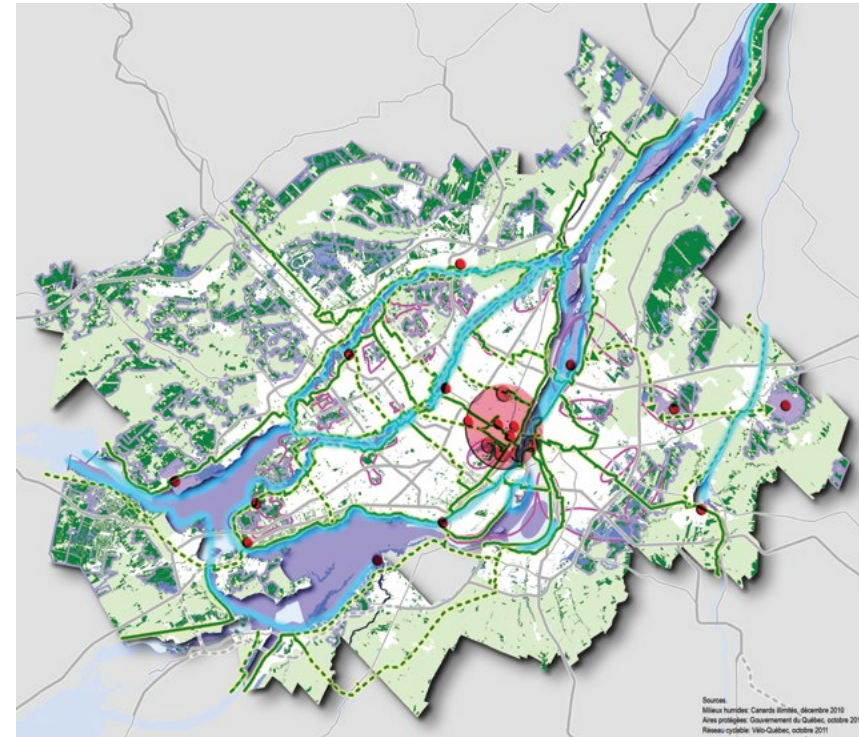 Sources.
Milieux humides: Canards illimités, décembre 2010
Aires protégées: Gouvernement du Québec, octobre 201
Réseau cyclable: Vélo-Québec, octobre 2011